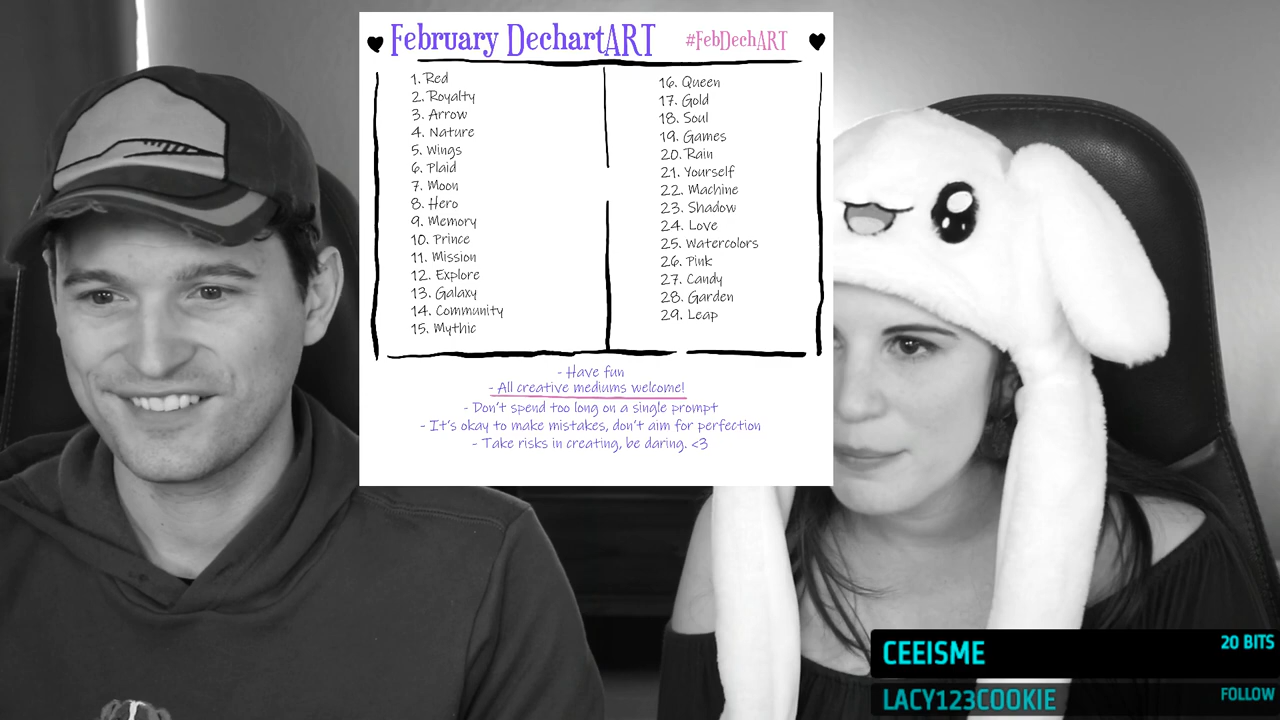 February DechartART
#FebDechART
1. Red
2. Royalty
3. Arrow
4. Nature
5. Wings
6. Plaid
7. Moon
8. Hero
9. Memory
10. Prince
11. Mission
12. Explore
13. Galaxy
14. Community
15. Mythic
16. Queen
17. Gold
18. Soul
19. Games
20. Rain
21. Yourself
22. Machine
23. Shadow
24. Love
25. Watercolors
26. Pink
27. Candy
28. Garden
29. Leap
- Have fun
- All creative mediums welcome!
- Don't spend too long on a single prompt
- It's okay to make mistakes, don't aim for perfection
- Take risks in creating, be daring. <3
CEEISME 20 BITS
LACY123COOKIE FOLLOW